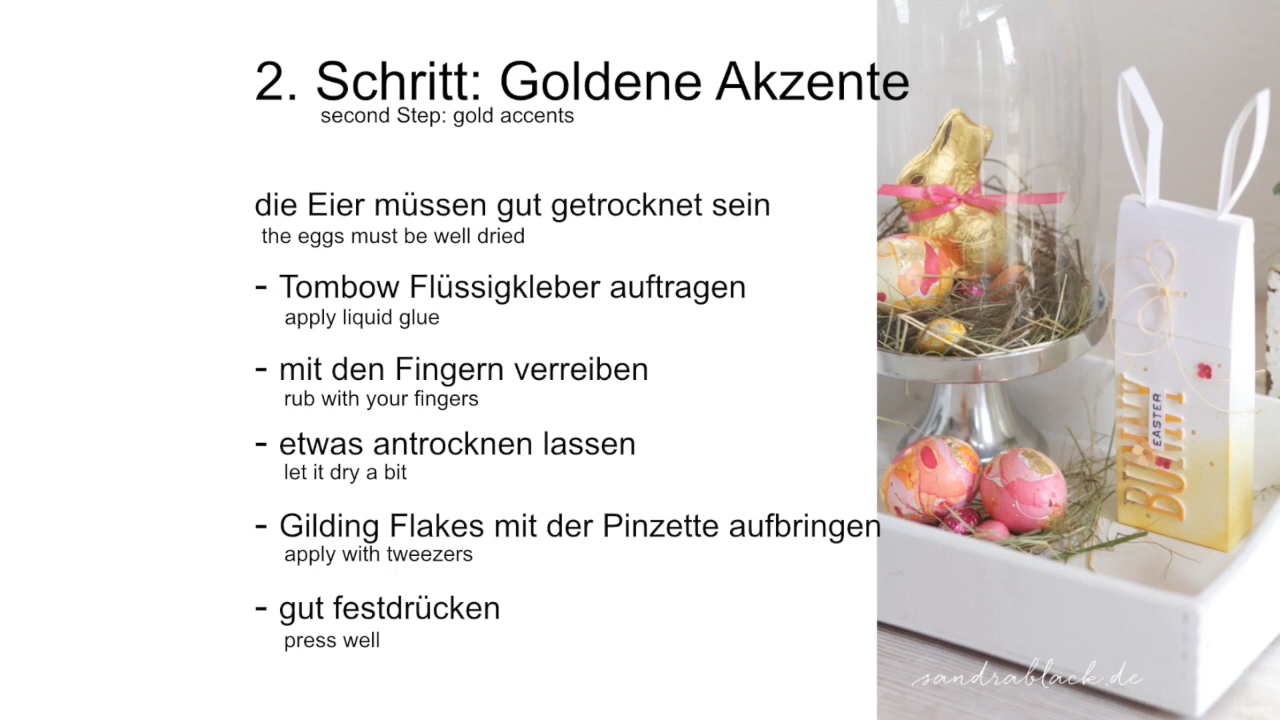 2. Schritt: Goldene Akzente
second Step: gold accents
die Eier müssen gut getrocknet sein
the eggs must be well dried
- Tombow Flüssigkleber auftragen
apply liquid glue
- mit den Fingern verreiben
rub with your fingers
- etwas antrocknen lassen
let it dry a bit
- Gilding Flakes mit der Pinzette aufbringen
apply with tweezers
- gut festdrücken
press well
BUNNY
EASTER
sandrablack.de